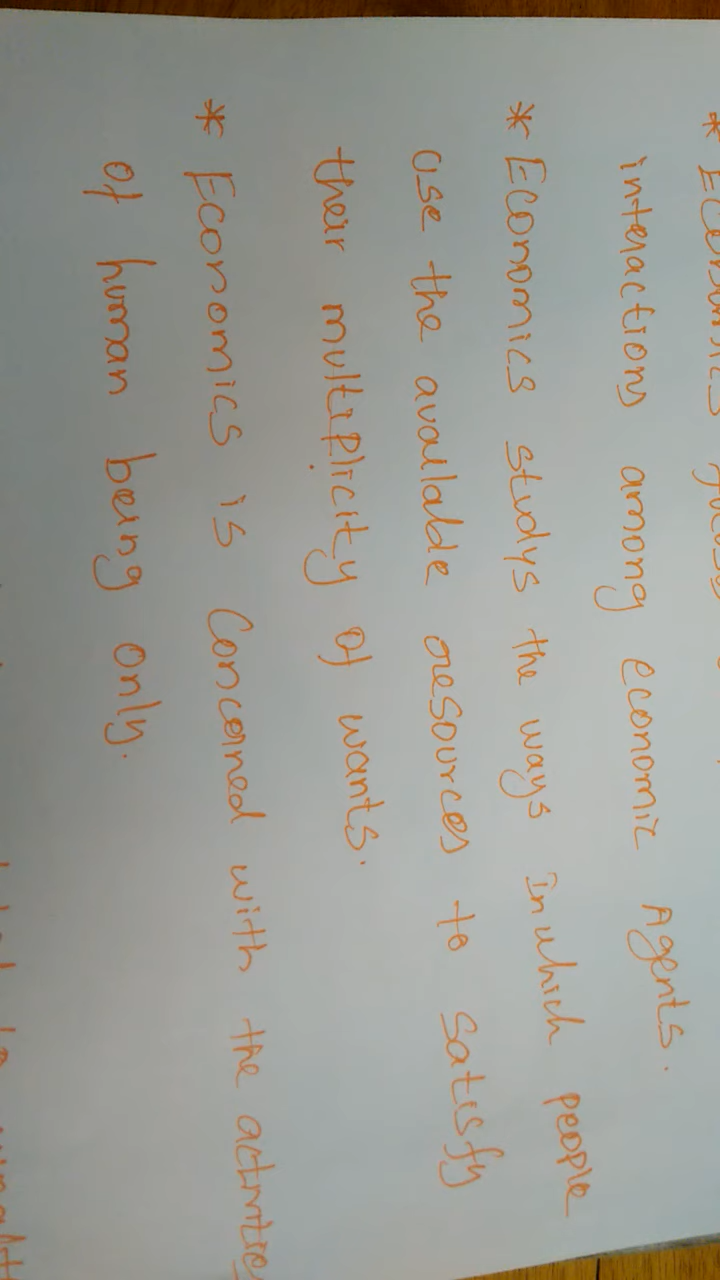 * Economics
interactions among economic Agents.
* Economics studys the ways In which people
use the available resources to satisfy
their multiplicity of wants.
* Economics is concerned with the activities
of human being only.